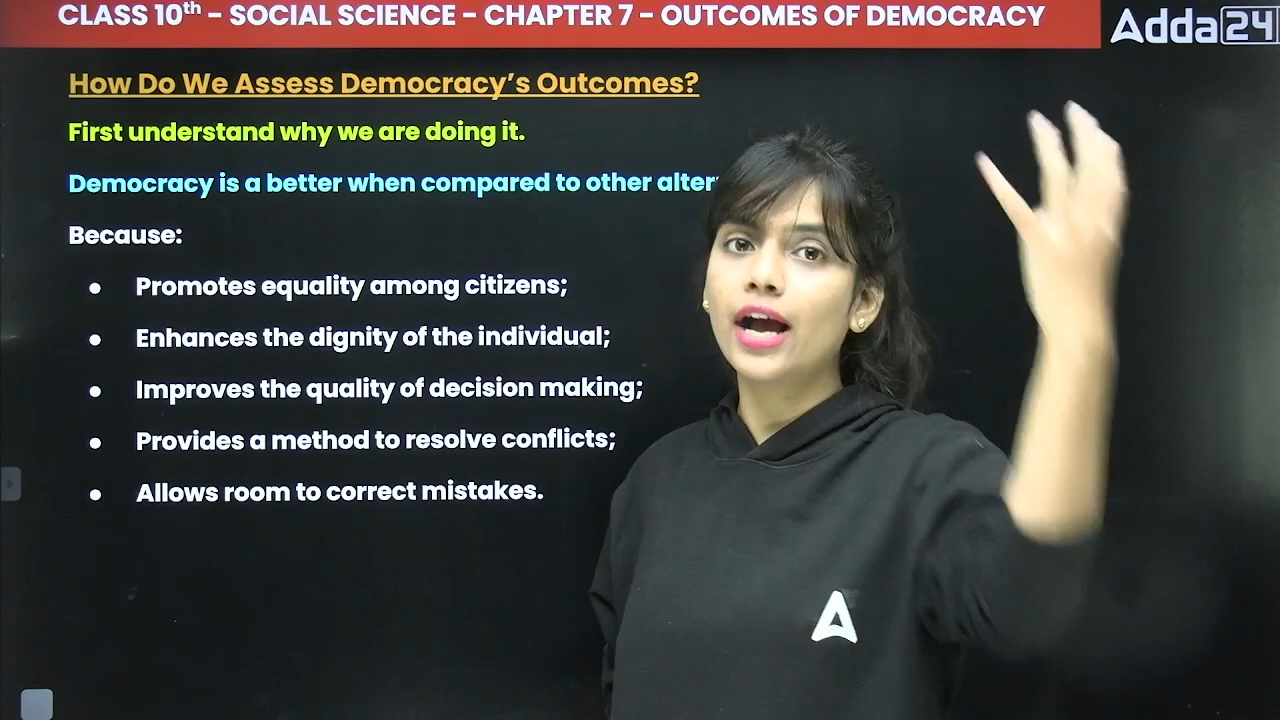 CLASS 10th - SOCIAL SCIENCE - CHAPTER 7 - OUTCOMES OF DEMOCRACY
Adda247
How Do We Assess Democracy's Outcomes?
First understand why we are doing it.
Democracy is a better when compared to other
Because:
• Promotes equality among citizens;
• Enhances the dignity of the individual;
• Improves the quality of decision making;
• Provides a method to resolve conflicts;
• Allows room to correct mistakes.
A